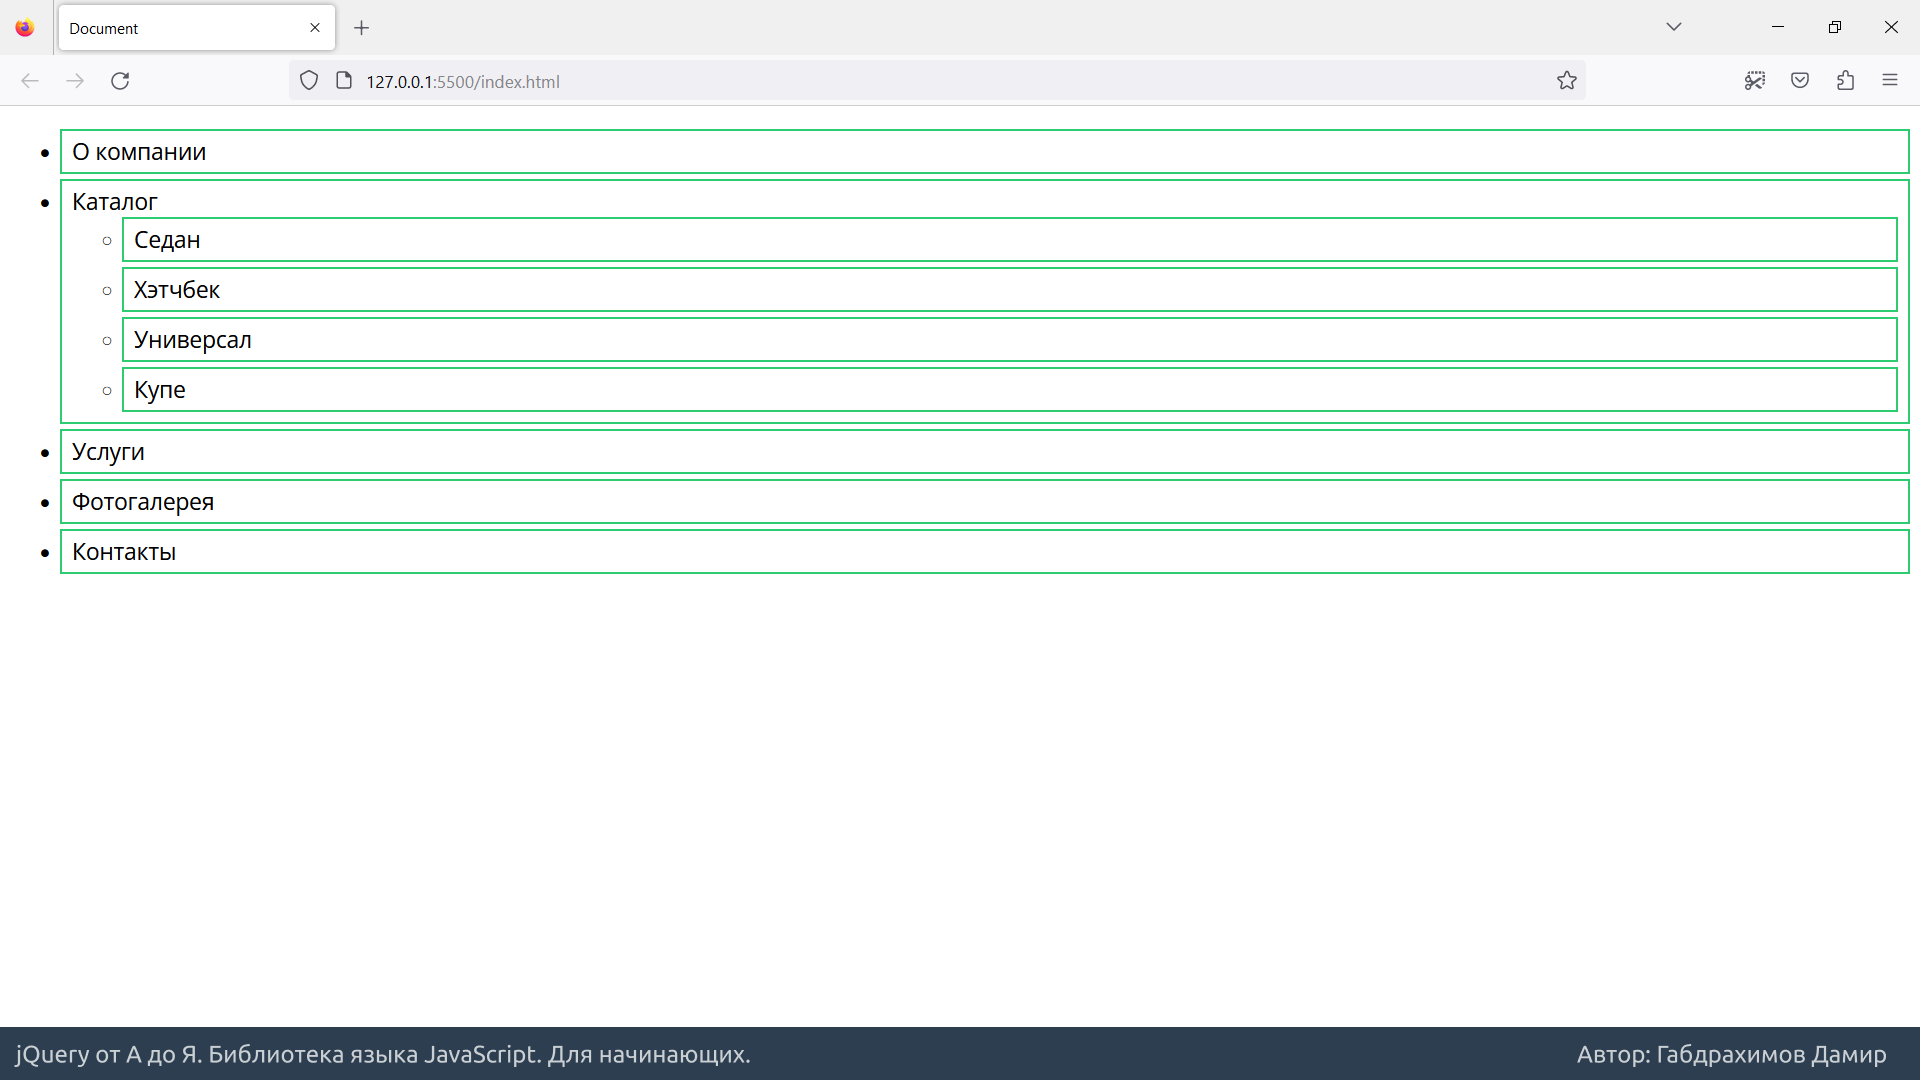 Document
127.0.0.1:5500/index.html
О компании
Каталог
Седан
Хэтчбек
Универсал
Купе
Услуги
Фотогалерея
Контакты
jQuery от А до Я. Библиотека языка JavaScript. Для начинающих.
Автор: Габдрахимов Дамир